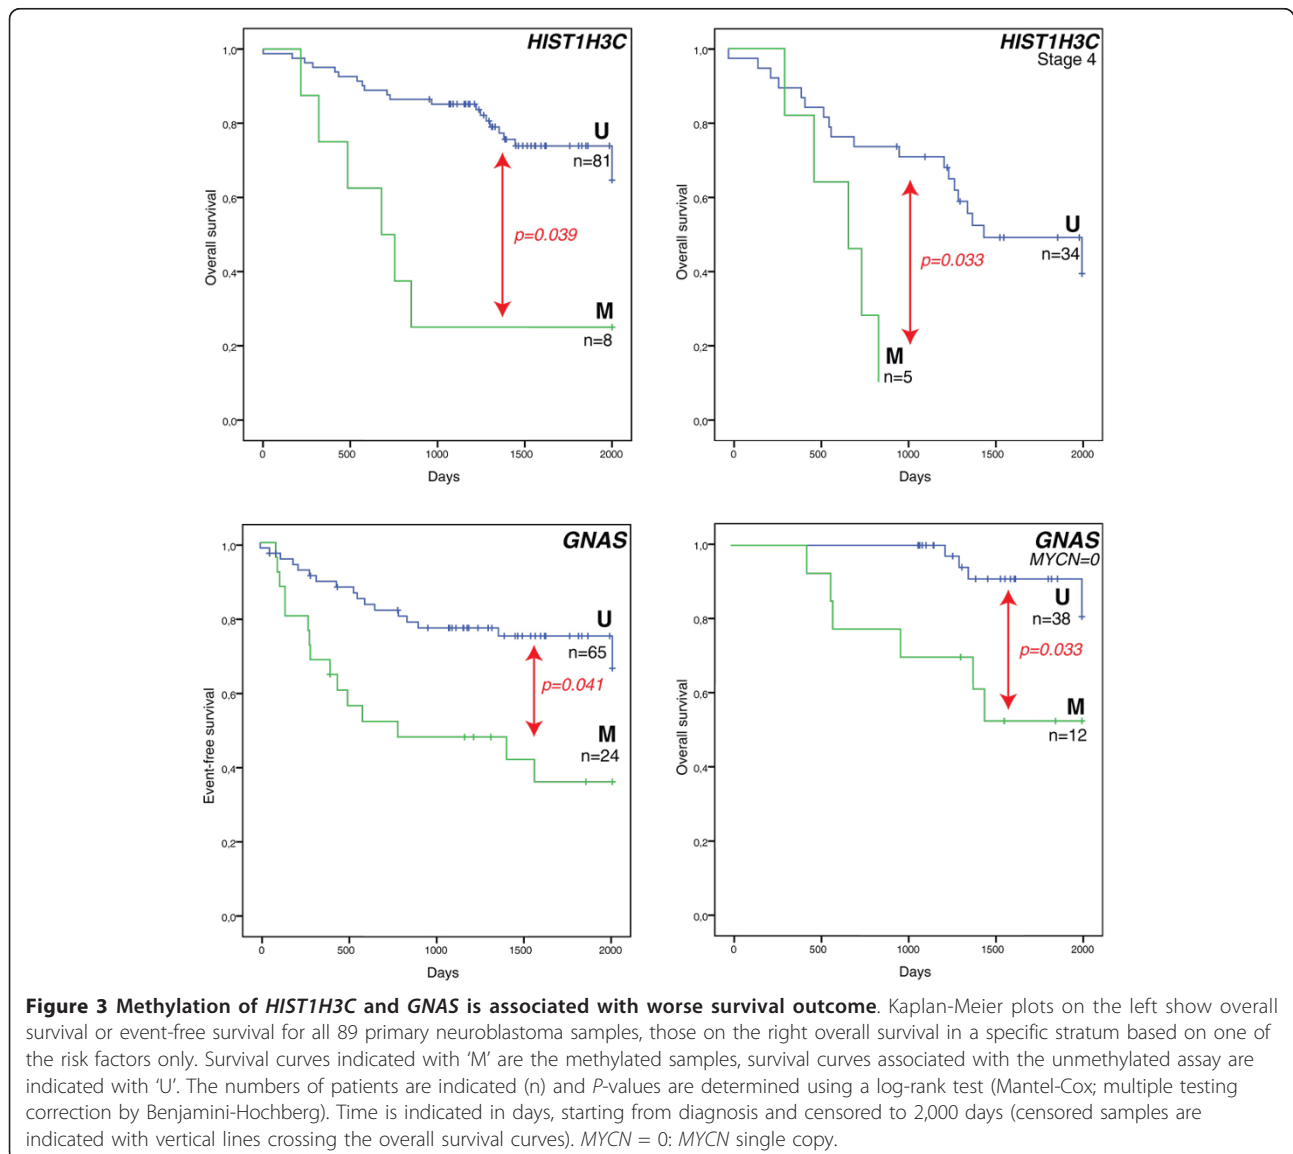 HIST1H3C
1,0
0,8
0,6
0,4
0,2
0,0
Overall survival
U
n=81
p=0.039
M
n=8
0 500 1000 1500 2000
Days
HIST1H3C
Stage 4
1,0
0,8
0,6
0,4
0,2
0,0
Overall survival
U
n=34
p=0.033
M
n=5
0 500 1000 1500 2000
Days
GNAS
1,0
0,8
0,6
0,4
0,2
0,0
Event-free survival
U
n=65
p=0.041
M
n=24
0 500 1000 1500 2000
Days
GNAS
MYCN=0
1,0
0,8
0,6
0,4
0,2
0,0
Overall survival
U
n=38
p=0.033
M
n=12
0 500 1000 1500 2000
Days
Figure 3 Methylation of HIST1H3C and GNAS is associated with worse survival outcome. Kaplan-Meier plots on the left show overall
survival or event-free survival for all 89 primary neuroblastoma samples, those on the right overall survival in a specific stratum based on one of
the risk factors only. Survival curves indicated with ‘M’ are the methylated samples, survival curves associated with the unmethylated assay are
indicated with ‘U’. The numbers of patients are indicated (n) and P-values are determined using a log-rank test (Mantel-Cox; multiple testing
correction by Benjamini-Hochberg). Time is indicated in days, starting from diagnosis and censored to 2,000 days (censored samples are
indicated with vertical lines crossing the overall survival curves). MYCN = 0: MYCN single copy.